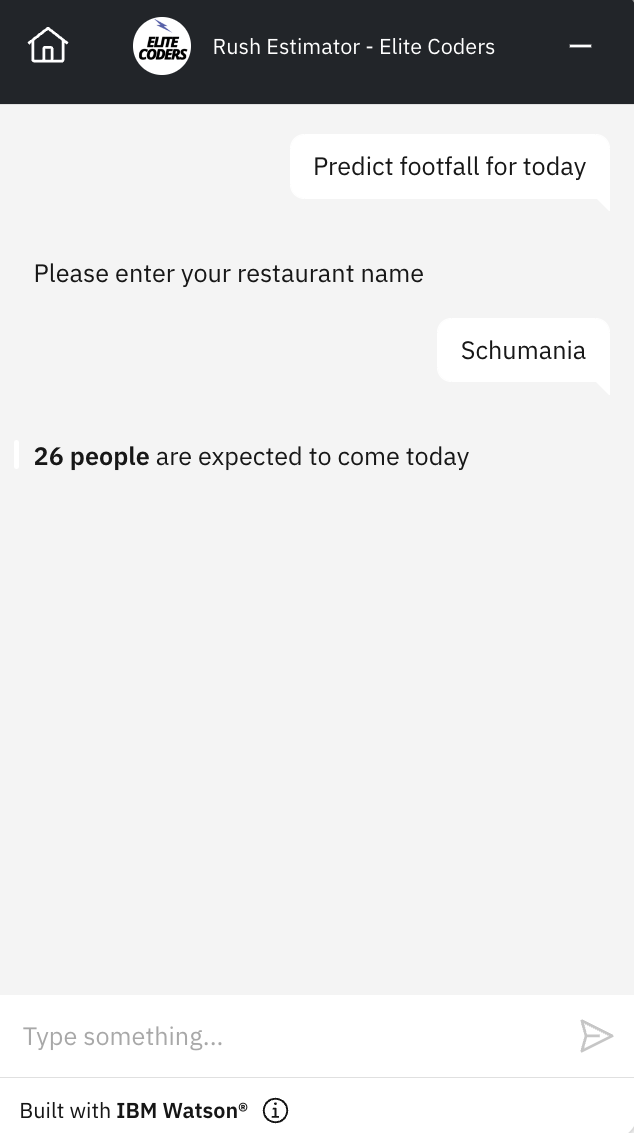 ELITE
CODERS
Rush Estimator - Elite Coders
Predict footfall for today
Please enter your restaurant name
Schumania
26 people are expected to come today
Type something...
Built with IBM Watson®